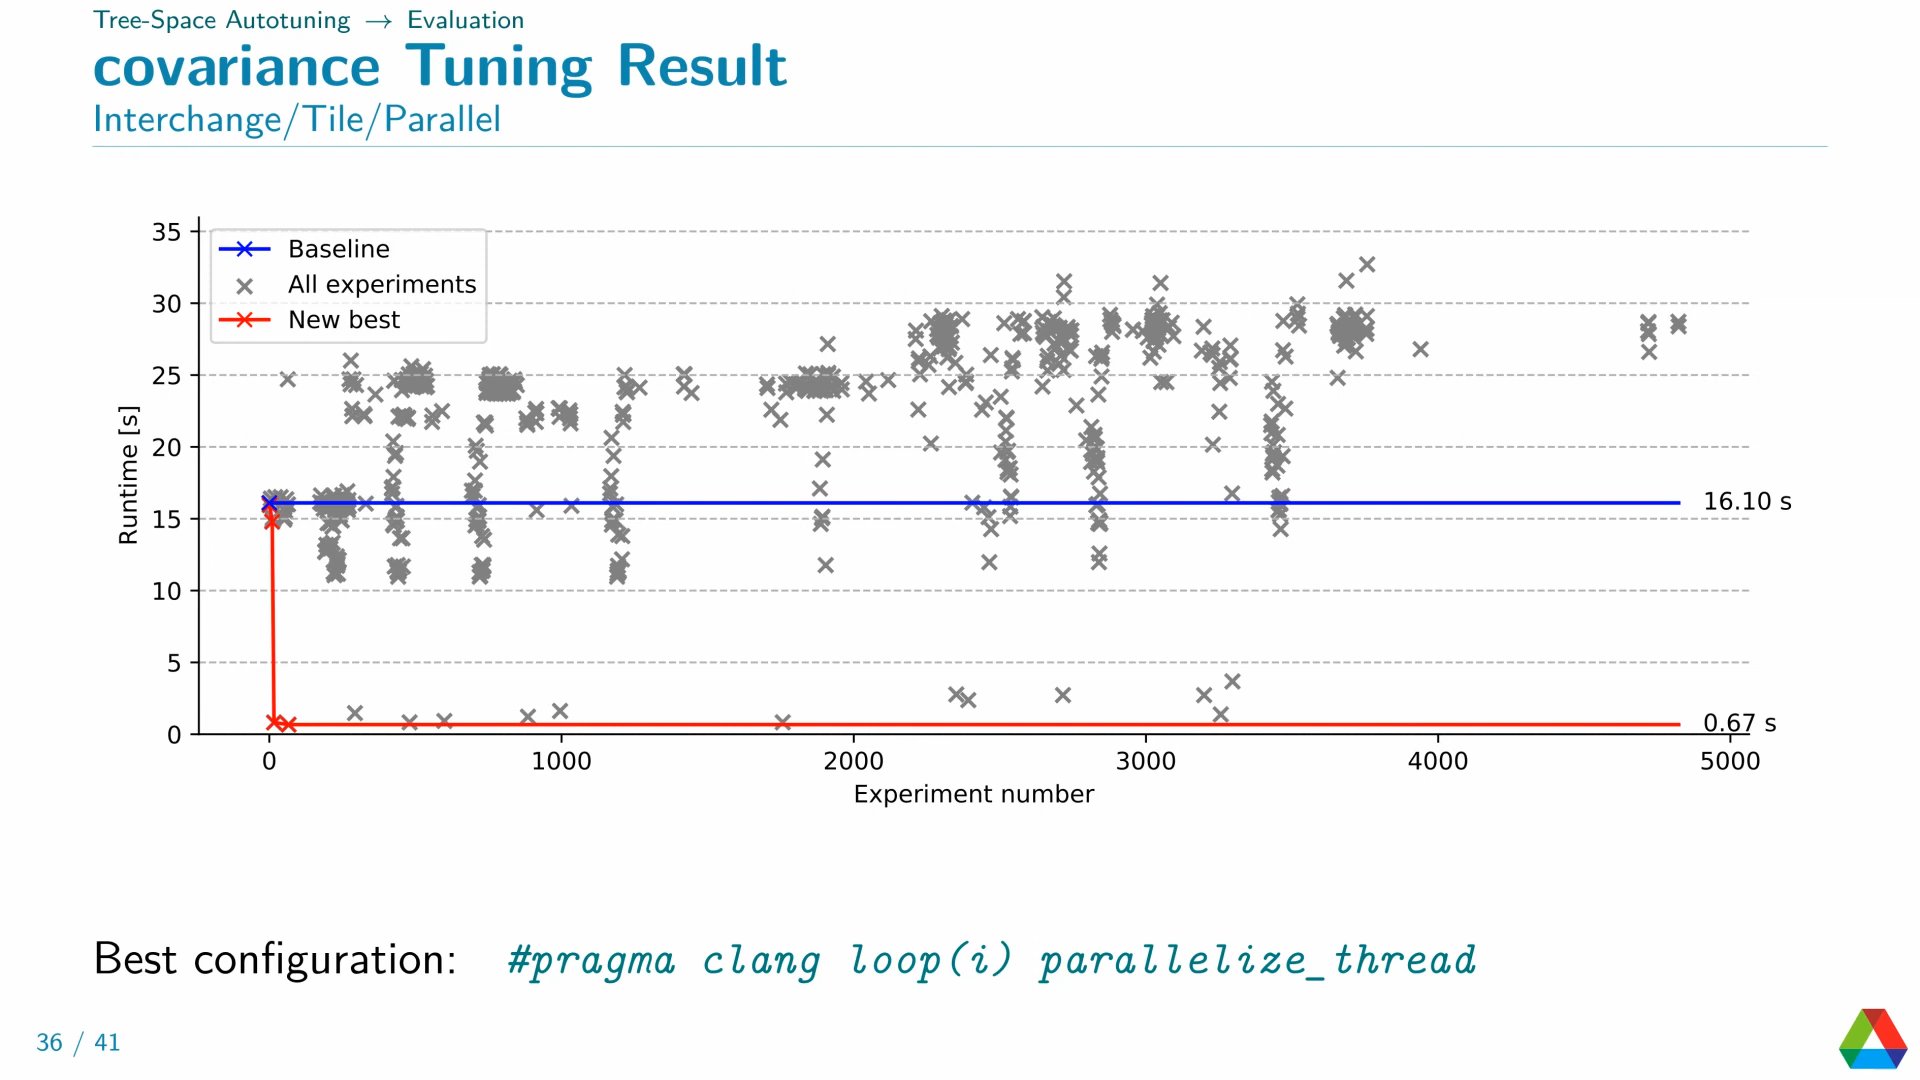 Tree-Space Autotuning → Evaluation
covariance Tuning Result
Interchange/Tile/Parallel
35
30
25
20
15
10
5
0
Runtime [s]
Baseline
All experiments
New best
16.10 s
0.67 s
0 1000 2000 3000 4000 5000
Experiment number
Best configuration: #pragma clang loop(i) parallelize_thread
36 / 41